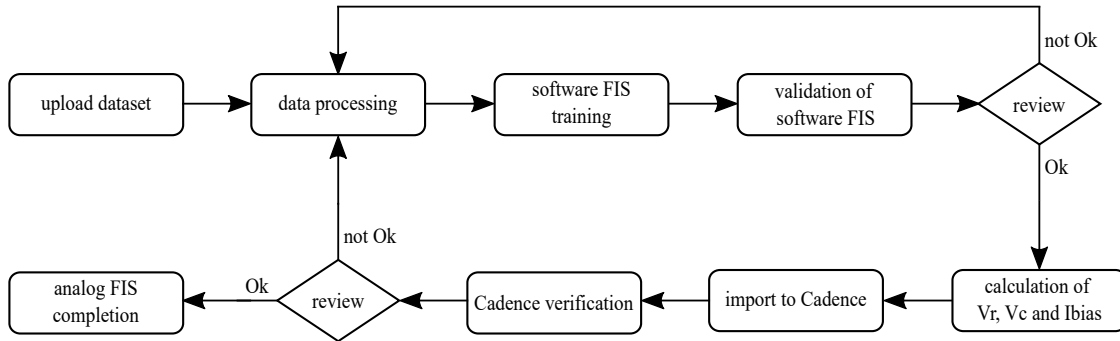 not Ok
upload dataset
data processing
software FIS
training
validation of
software FIS
review
Ok
not Ok
analog FIS
completion
Ok
review
Cadence verification
import to Cadence
calculation of
Vr, Vc and Ibias